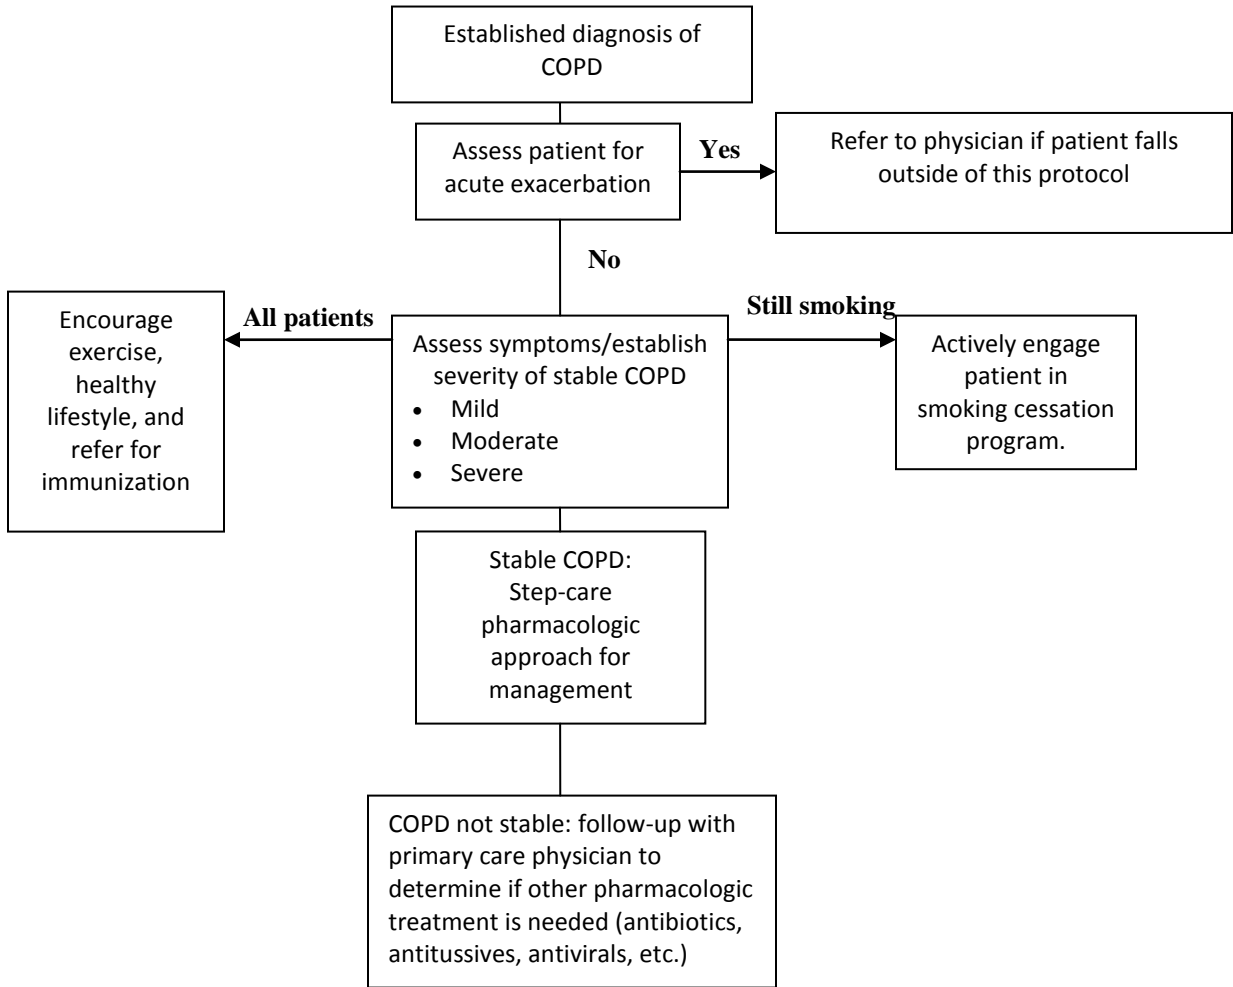 Established diagnosis of
COPD
Assess patient for
acute exacerbation
Yes
Refer to physician if patient falls
outside of this protocol
No
All patients
Still smoking
Encourage
exercise,
healthy
lifestyle, and
refer for
immunization
Assess symptoms/establish
severity of stable COPD
• Mild
• Moderate
• Severe
Actively engage
patient in
smoking cessation
program.
Stable COPD:
Step-care
pharmacologic
approach for
management
COPD not stable: follow-up with
primary care physician to
determine if other pharmacologic
treatment is needed (antibiotics,
antitussives, antivirals, etc.)